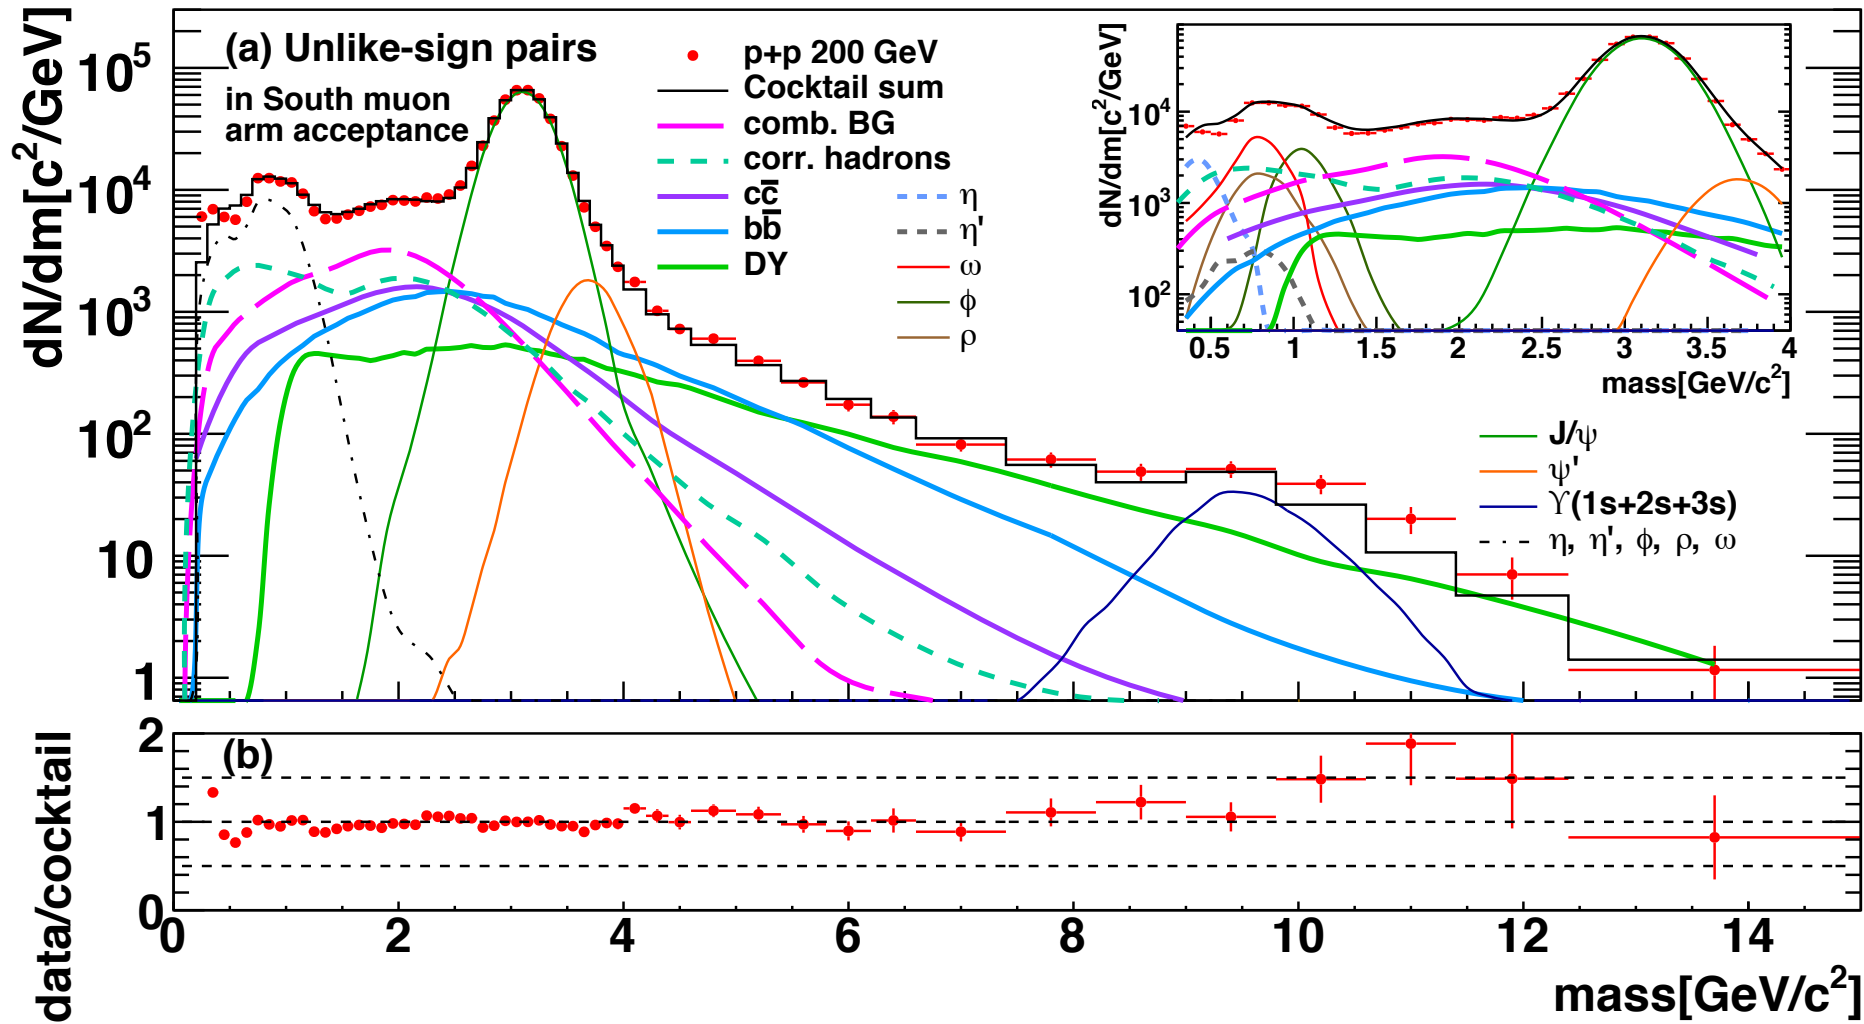 (a) Unlike-sign pairs
in South muon
arm acceptance
p+p 200 GeV
Cocktail sum
comb. BG
corr. hadrons
cc̄
bb̄
DY
η
η'
ω
ϕ
ρ
dN/dm[c²/GeV]
10⁵
10⁴
10³
10²
10
1
dN/dm[c²/GeV]
10⁴
10³
10²
0.5 1 1.5 2 2.5 3 3.5 4
mass[GeV/c²]
J/ψ
ψ'
ϒ(1s+2s+3s)
η, η', ϕ, ρ, ω
(b)
data/cocktail
2
1
0
0 2 4 6 8 10 12 14
mass[GeV/c²]